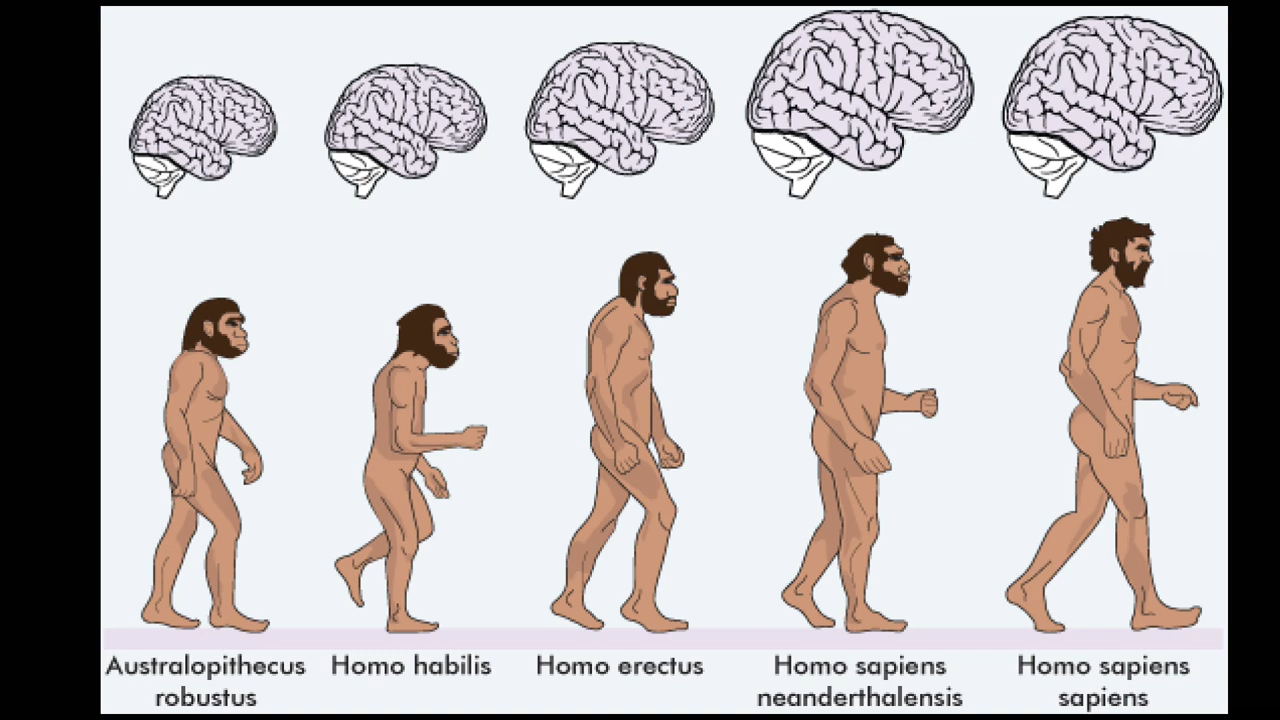 Australopithecus
robustus
Homo habilis
Homo erectus
Homo sapiens
neanderthalensis
Homo sapiens
sapiens